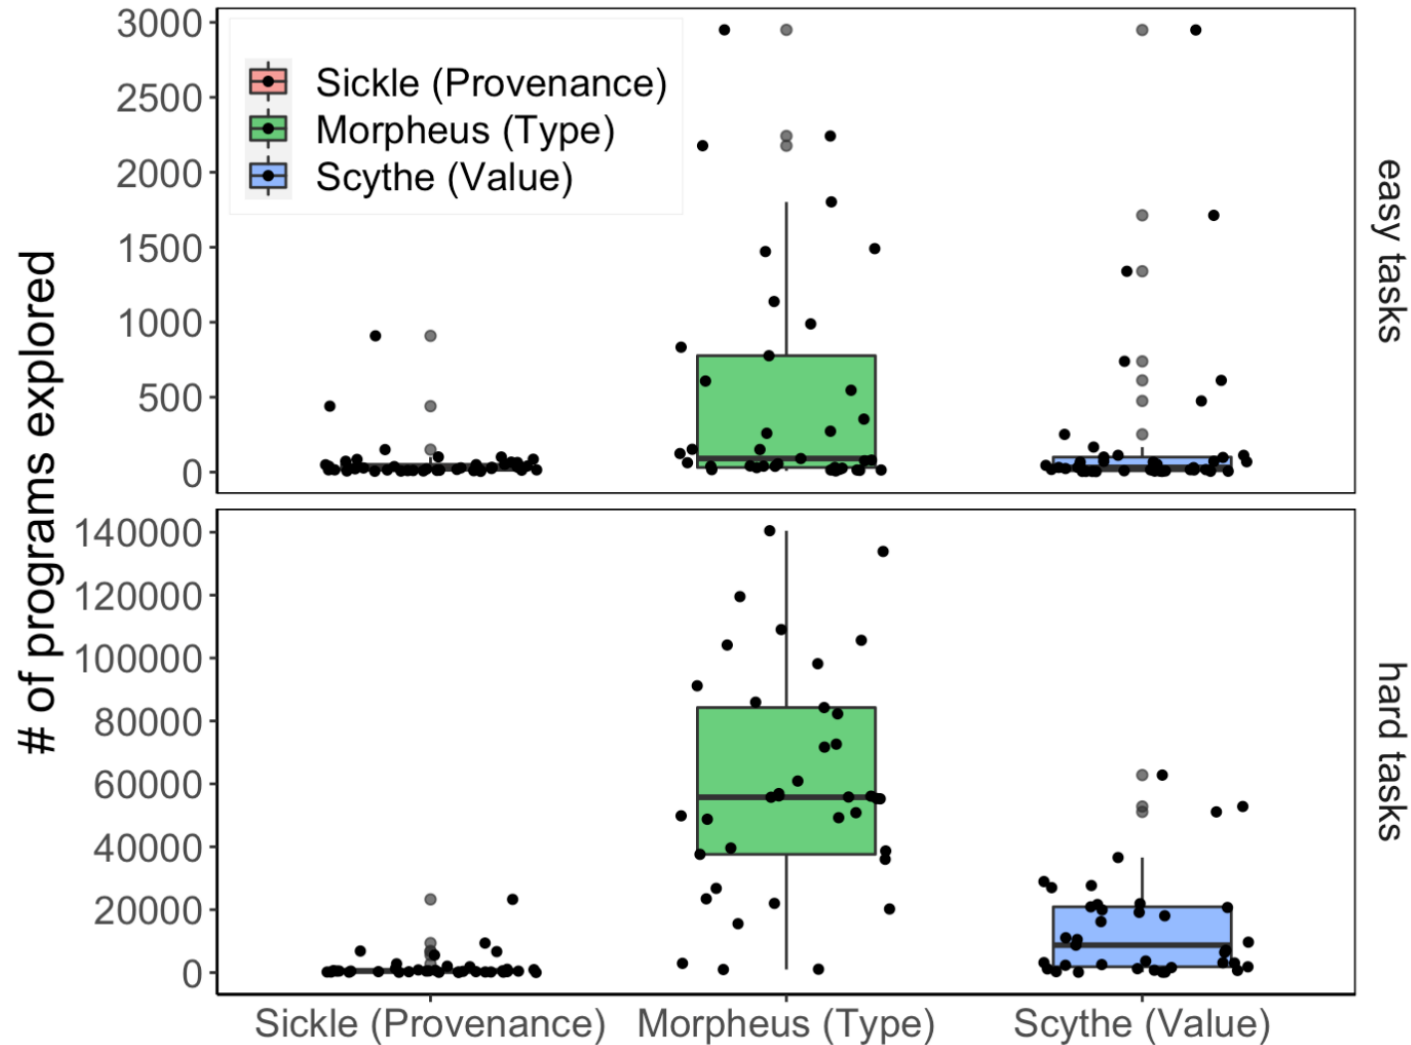 # of programs explored
3000
2500
2000
1500
1000
500
0
Sickle (Provenance)
Morpheus (Type)
Scythe (Value)
easy tasks
140000
120000
100000
80000
60000
40000
20000
0
hard tasks
Sickle (Provenance) Morpheus (Type) Scythe (Value)